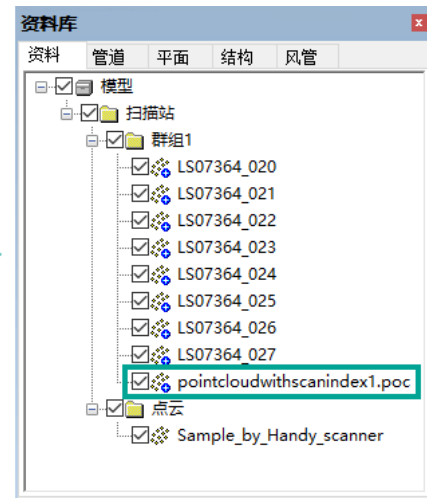 资料库
资料 管道 平面 结构 风管
模型
扫描站
群组1
LS07364_020
LS07364_021
LS07364_022
LS07364_023
LS07364_024
LS07364_025
LS07364_026
LS07364_027
pointcloudwithscanindex1.poc
点云
Sample_by_Handy_scanner